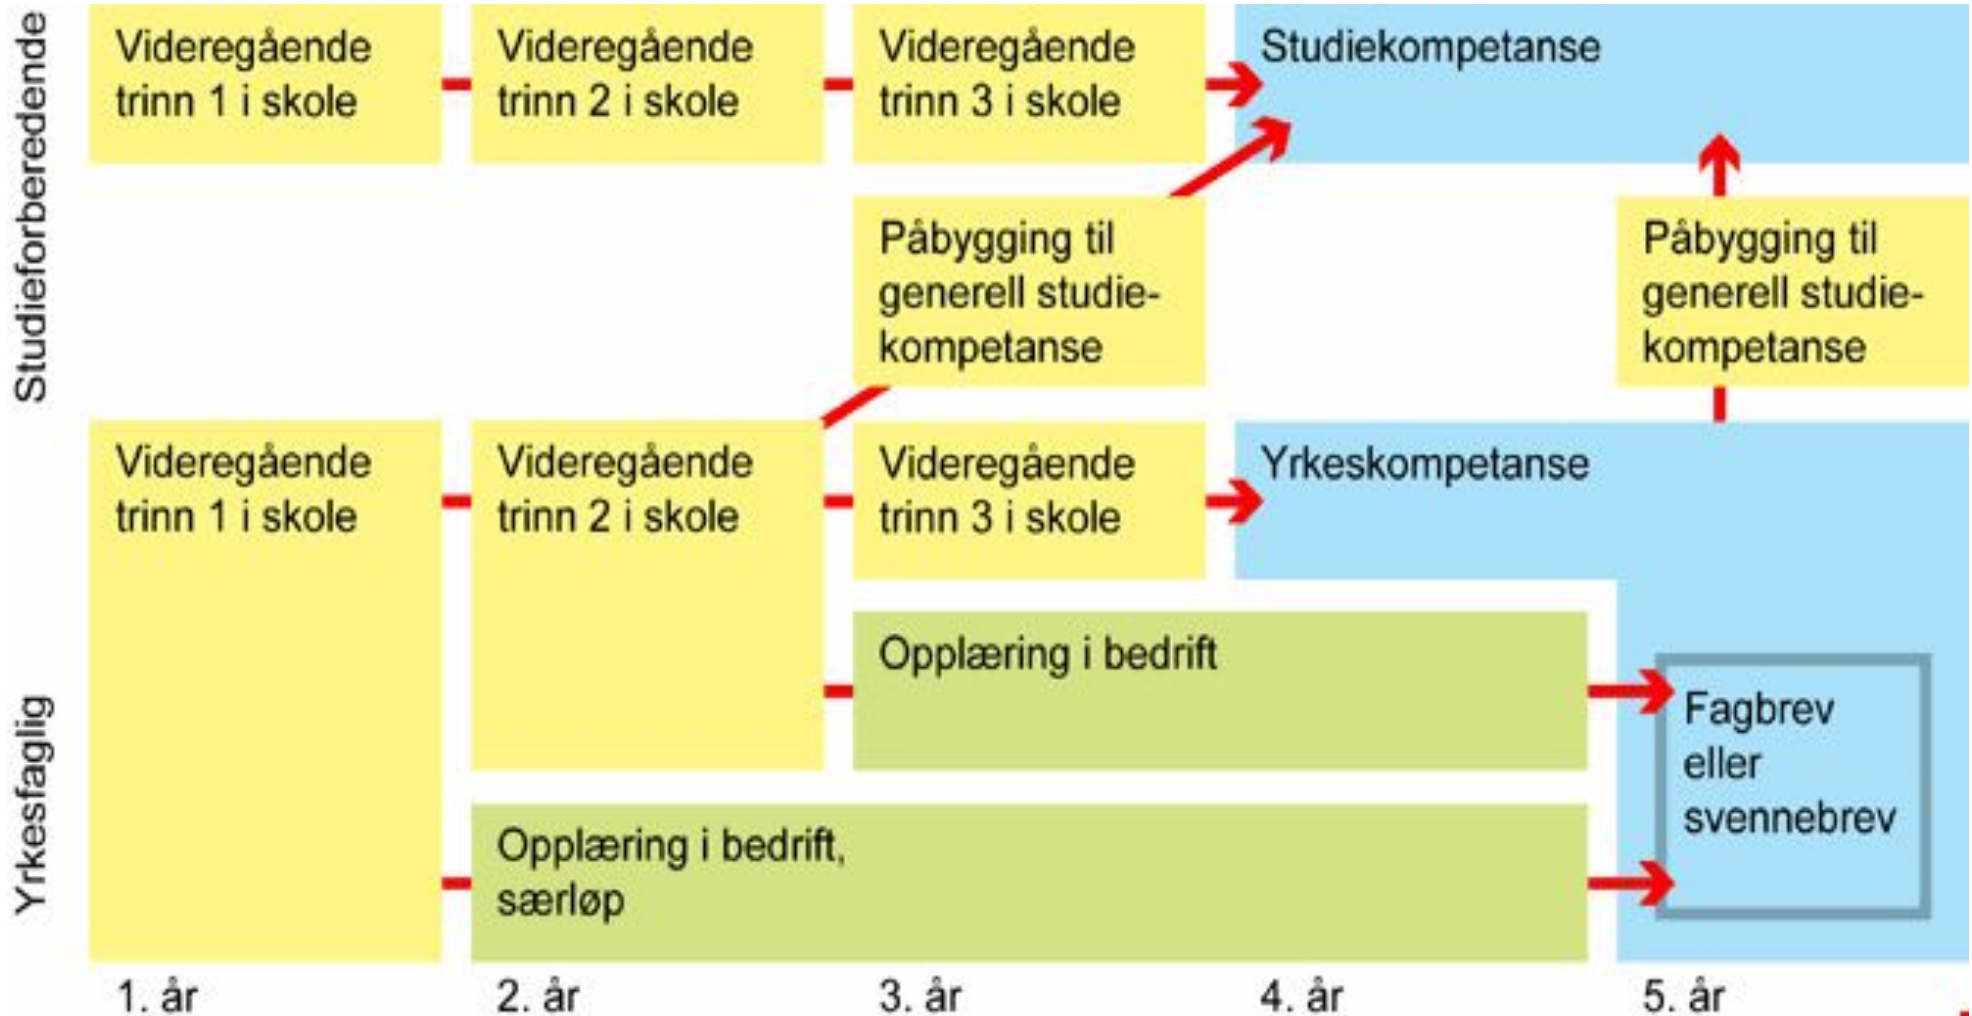 Studieforberedende
Videregående
trinn 1 i skole
Videregående
trinn 2 i skole
Videregående
trinn 3 i skole
Studiekompetanse
Påbygging til
generell studie-
kompetanse
Påbygging til
generell studie-
kompetanse
Yrkesfaglig
Videregående
trinn 1 i skole
Videregående
trinn 2 i skole
Videregående
trinn 3 i skole
Yrkeskompetanse
Opplæring i bedrift
Fagbrev
eller
svennebrev
Opplæring i bedrift,
særløp
1. år
2. år
3. år
4. år
5. år